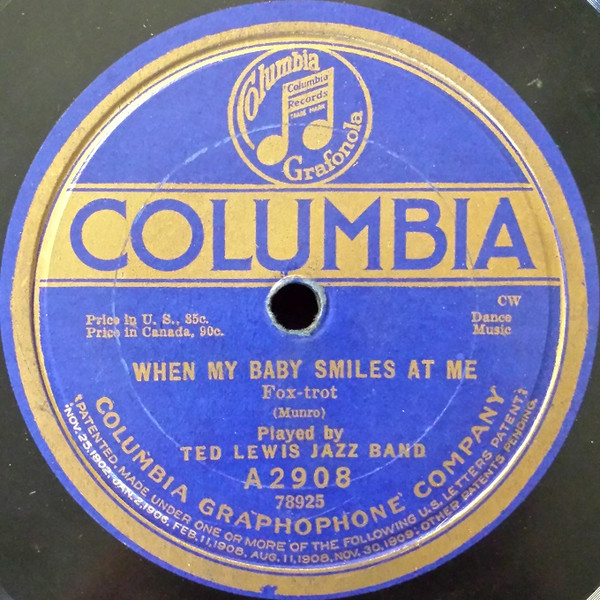 Columbia
Columbia
Records
TRADE MARK
Grafonola
COLUMBIA
Price in U. S., 85c.
Price in Canada, 90c.
CW
Dance
Music
WHEN MY BABY SMILES AT ME
Fox-trot
(Munro)
Played by
TED LEWIS JAZZ BAND
A2908
78925
COLUMBIA GRAPHOPHONE COMPANY
(PATENTED, MADE UNDER ONE OR MORE OF THE FOLLOWING U.S. LETTERS PATENT:
NOV. 25, 1902, JAN. 2, 1906, FEB. 11, 1908, AUG. 11, 1908, NOV. 30, 1909; OTHER PATENTS PENDING.